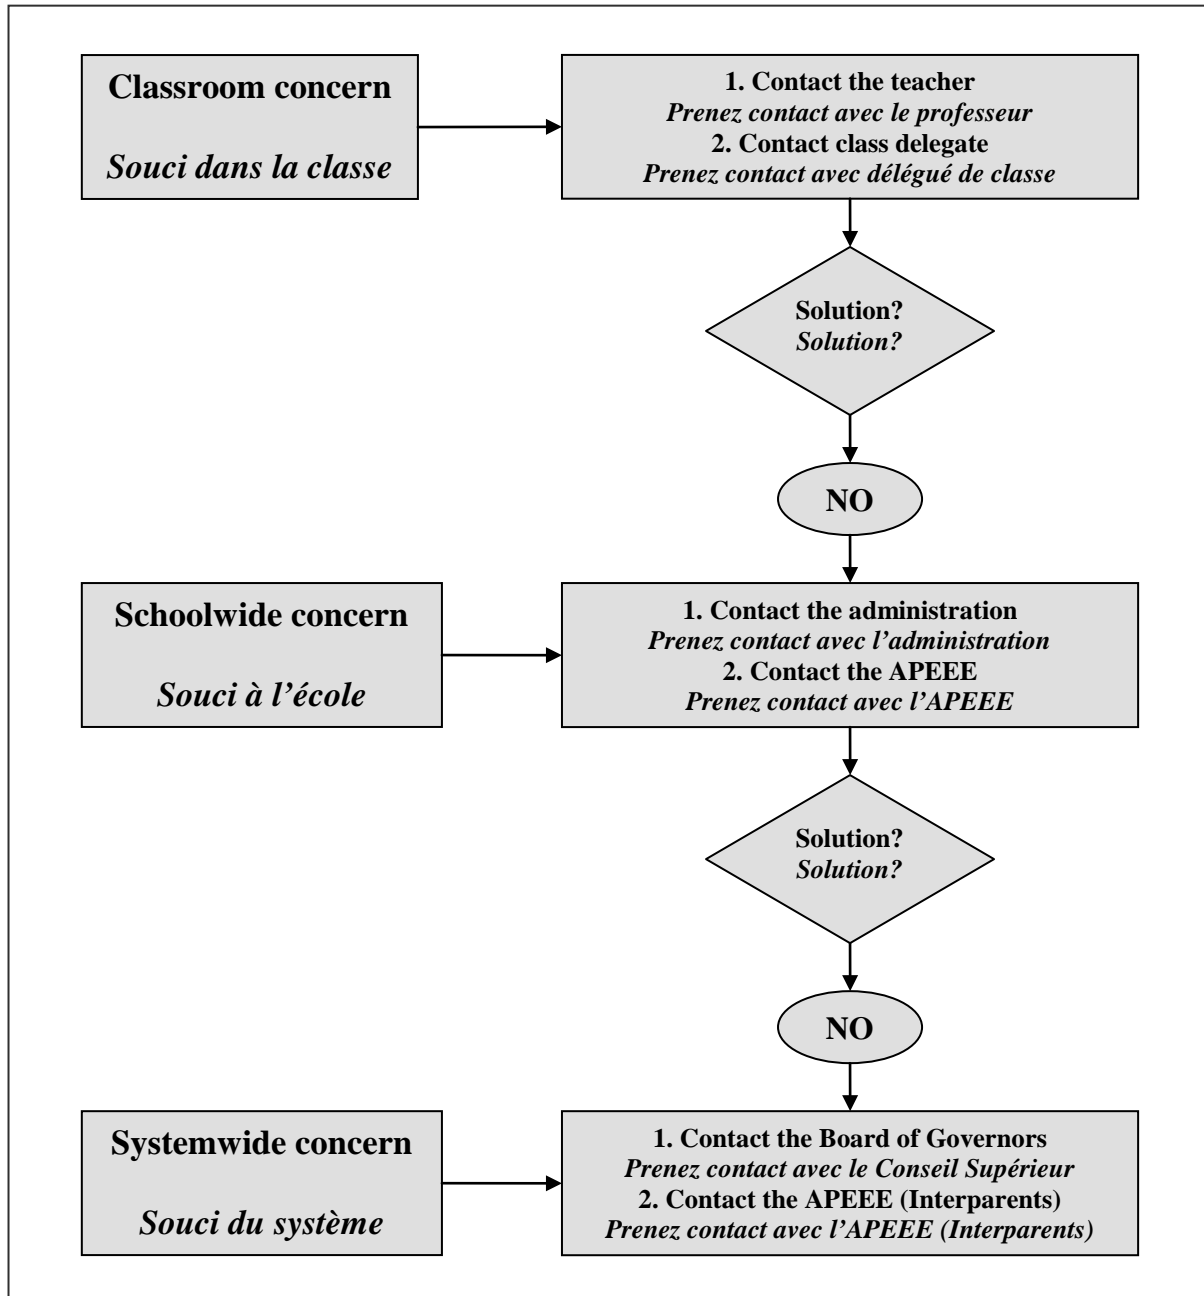 Classroom concern
Souci dans la classe
1. Contact the teacher
Prenez contact avec le professeur
2. Contact class delegate
Prenez contact avec délégué de classe
Solution?
Solution?
NO
Schoolwide concern
Souci à l’école
1. Contact the administration
Prenez contact avec l’administration
2. Contact the APEEE
Prenez contact avec l’APEEE
Solution?
Solution?
NO
Systemwide concern
Souci du système
1. Contact the Board of Governors
Prenez contact avec le Conseil Supérieur
2. Contact the APEEE (Interparents)
Prenez contact avec l’APEEE (Interparents)